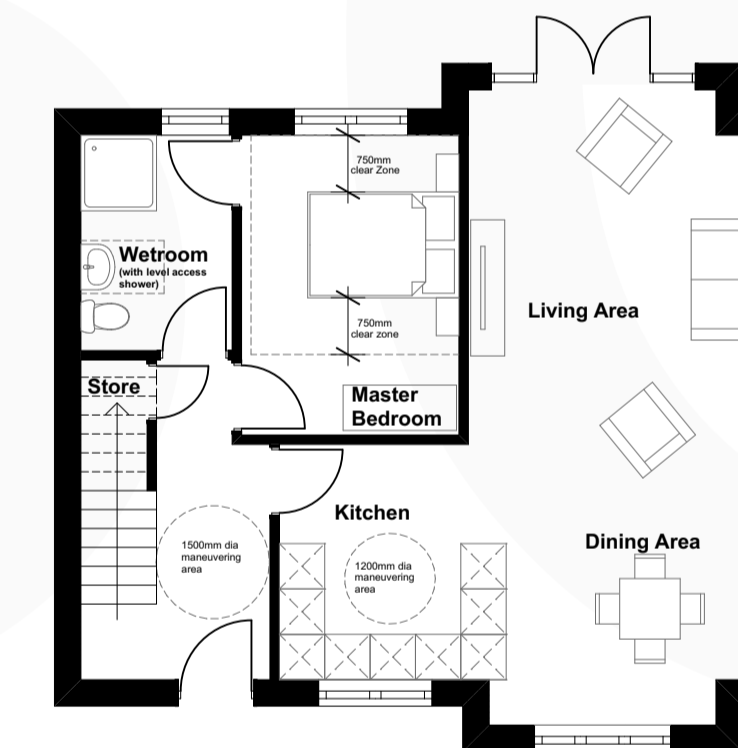 750mm
clear Zone
Wetroom
(with level access
shower)
Living Area
750mm
clear zone
Store
Master
Bedroom
Kitchen
Dining Area
1500mm dia
maneuvering
area
1200mm dia
maneuvering
area